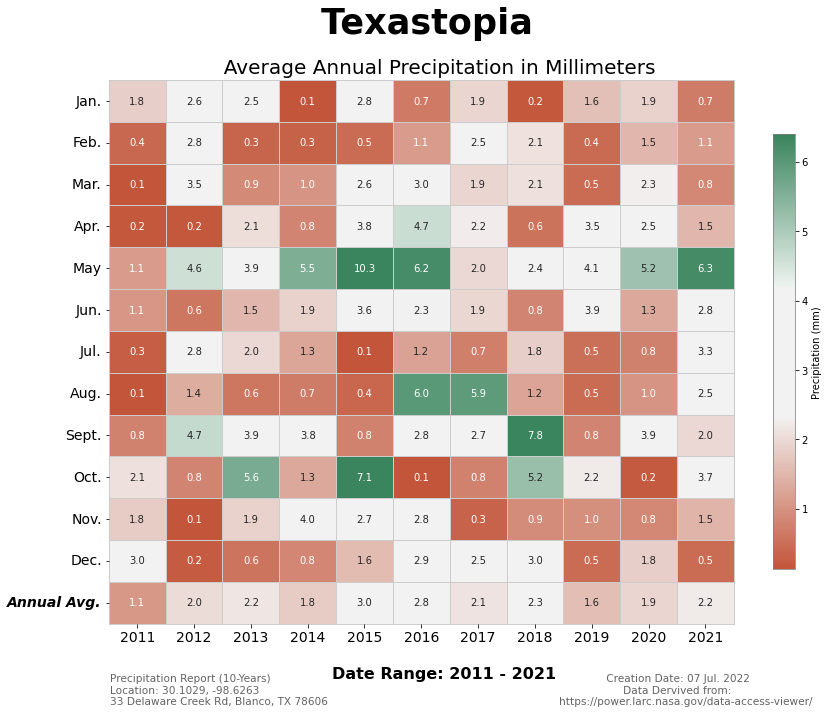 Texastopia
Average Annual Precipitation in Millimeters
Jan. 1.8 2.6 2.5 0.1 2.8 0.7 1.9 0.2 1.6 1.9 0.7
Feb. 0.4 2.8 0.3 0.3 0.5 1.1 2.5 2.1 0.4 1.5 1.1
Mar. 0.1 3.5 0.9 1.0 2.6 3.0 1.9 2.1 0.5 2.3 0.8
Apr. 0.2 0.2 2.1 0.8 3.8 4.7 2.2 0.6 3.5 2.5 1.5
May 1.1 4.6 3.9 5.5 10.3 6.2 2.0 2.4 4.1 5.2 6.3
Jun. 1.1 0.6 1.5 1.9 3.6 2.3 1.9 0.8 3.9 1.3 2.8
Jul. 0.3 2.8 2.0 1.3 0.1 1.2 0.7 1.8 0.5 0.8 3.3
Aug. 0.1 1.4 0.6 0.7 0.4 6.0 5.9 1.2 0.5 1.0 2.5
Sept. 0.8 4.7 3.9 3.8 0.8 2.8 2.7 7.8 0.8 3.9 2.0
Oct. 2.1 0.8 5.6 1.3 7.1 0.1 0.8 5.2 2.2 0.2 3.7
Nov. 1.8 0.1 1.9 4.0 2.7 2.8 0.3 0.9 1.0 0.8 1.5
Dec. 3.0 0.2 0.6 0.8 1.6 2.9 2.5 3.0 0.5 1.8 0.5
Annual Avg. 1.1 2.0 2.2 1.8 3.0 2.8 2.1 2.3 1.6 1.9 2.2
2011 2012 2013 2014 2015 2016 2017 2018 2019 2020 2021
6
5
4
3
2
1
Precipitation (mm)
Date Range: 2011 - 2021
Precipitation Report (10-Years)
Location: 30.1029, -98.6263
33 Delaware Creek Rd, Blanco, TX 78606
Creation Date: 07 Jul. 2022
Data Dervived from:
https://power.larc.nasa.gov/data-access-viewer/